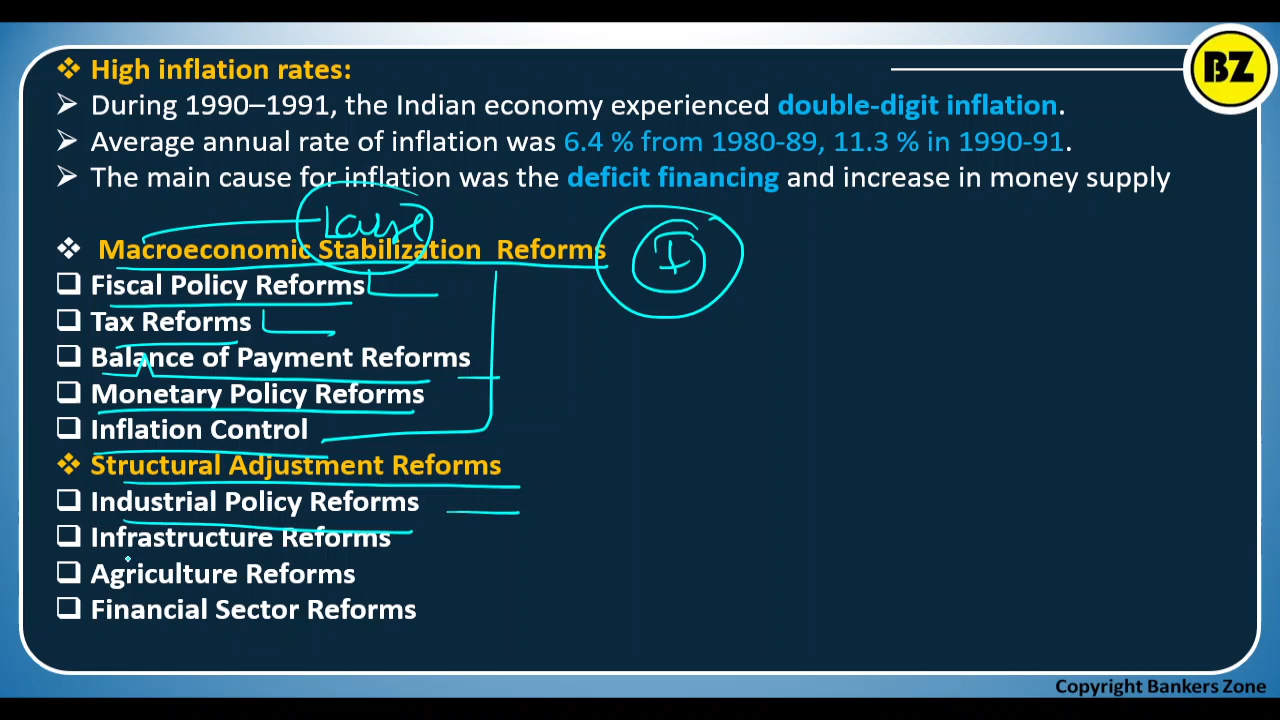 ❖ High inflation rates:
➢ During 1990–1991, the Indian economy experienced double-digit inflation.
➢ Average annual rate of inflation was 6.4 % from 1980-89, 11.3 % in 1990-91.
➢ The main cause for inflation was the deficit financing and increase in money supply
❖ Macroeconomic Stabilization Reforms
❑ Fiscal Policy Reforms
❑ Tax Reforms
❑ Balance of Payment Reforms
❑ Monetary Policy Reforms
❑ Inflation Control
❖ Structural Adjustment Reforms
❑ Industrial Policy Reforms
❑ Infrastructure Reforms
❑ Agriculture Reforms
❑ Financial Sector Reforms
BZ
I
Copyright Bankers Zone